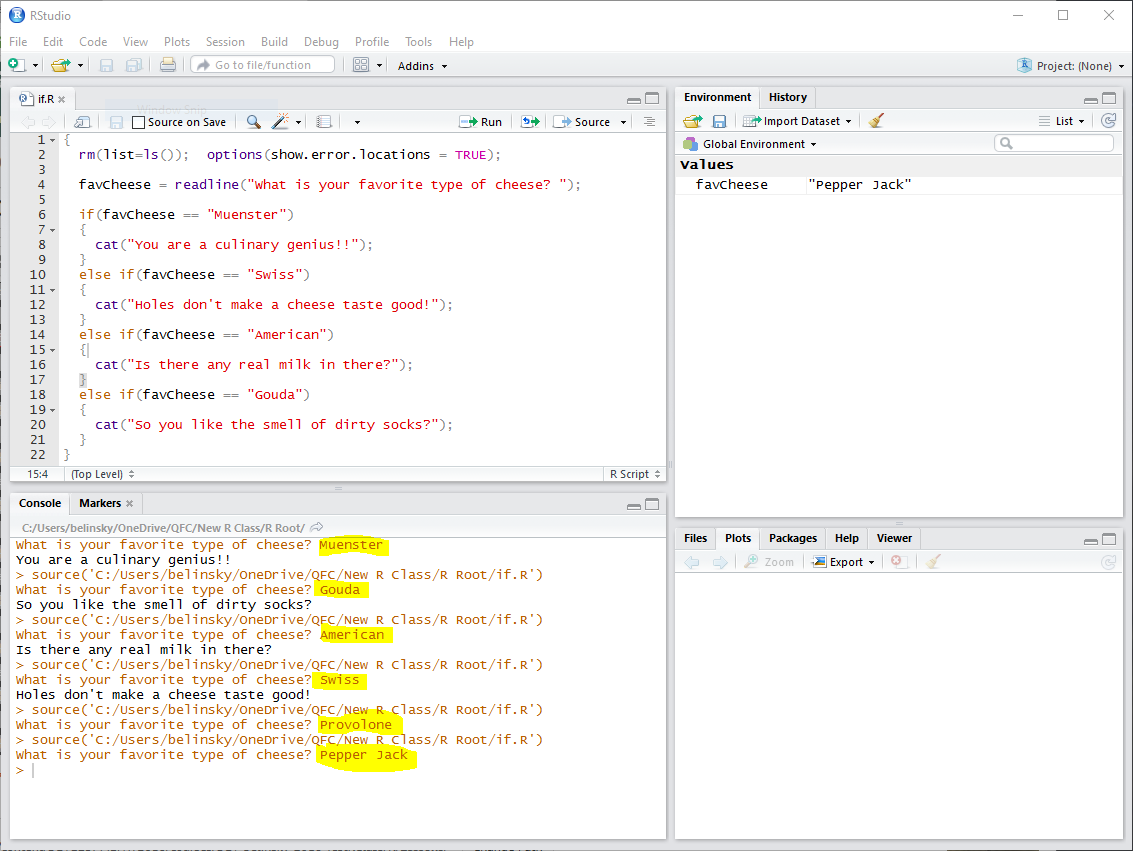 RStudio
File Edit Code View Plots Session Build Debug Profile Tools Help
Go to file/function Addins Project: (None)
if.R
Source on Save Run Source
1 {
2 rm(list=ls()); options(show.error.locations = TRUE);
3
4 favCheese = readline("What is your favorite type of cheese? ");
5
6 if(favCheese == "Muenster")
7 {
8 cat("You are a culinary genius!!");
9 }
10 else if(favCheese == "Swiss")
11 {
12 cat("Holes don't make a cheese taste good!");
13 }
14 else if(favCheese == "American")
15 {
16 cat("Is there any real milk in there?");
17 }
18 else if(favCheese == "Gouda")
19 {
20 cat("So you like the smell of dirty socks?");
21 }
22 }
15:4 (Top Level) R Script
Console Markers
C:/Users/belinsky/OneDrive/QFC/New R Class/R Root/
What is your favorite type of cheese? Muenster
You are a culinary genius!!
> source('C:/Users/belinsky/OneDrive/QFC/New R Class/R Root/if.R')
What is your favorite type of cheese? Gouda
So you like the smell of dirty socks?
> source('C:/Users/belinsky/OneDrive/QFC/New R Class/R Root/if.R')
What is your favorite type of cheese? American
Is there any real milk in there?
> source('C:/Users/belinsky/OneDrive/QFC/New R Class/R Root/if.R')
What is your favorite type of cheese? Swiss
Holes don't make a cheese taste good!
> source('C:/Users/belinsky/OneDrive/QFC/New R Class/R Root/if.R')
What is your favorite type of cheese? Provolone
> source('C:/Users/belinsky/OneDrive/QFC/New R Class/R Root/if.R')
What is your favorite type of cheese? Pepper Jack
>
Environment History
Import Dataset List
Global Environment
Values
favCheese "Pepper Jack"
Files Plots Packages Help Viewer
Zoom Export